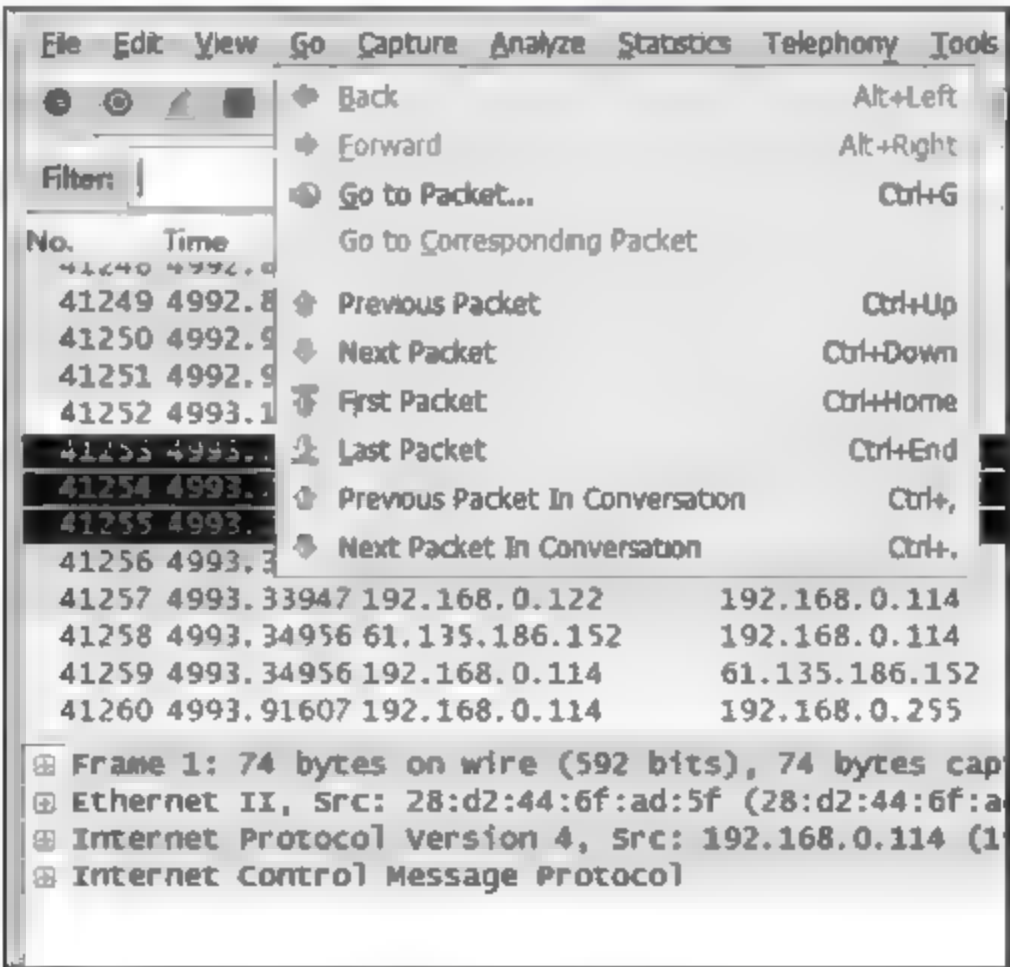 File Edit View Go Capture Analyze Statistics Telephony Tools
Back Alt+Left
Forward Alt+Right
Filter:
Go to Packet... Ctrl+G
No. Time
Go to Corresponding Packet
41248 4992.8
41249 4992.8
Previous Packet Ctrl+Up
41250 4992.9
Next Packet Ctrl+Down
41251 4992.9
First Packet Ctrl+Home
41252 4993.1
41253 4993.
Last Packet Ctrl+End
41254 4993.
Previous Packet In Conversation Ctrl+,
41255 4993.
Next Packet In Conversation Ctrl+.
41256 4993.3
41257 4993.33947 192.168.0.122 192.168.0.114
41258 4993.34956 61.135.186.152 192.168.0.114
41259 4993.34956 192.168.0.114 61.135.186.152
41260 4993.91607 192.168.0.114 192.168.0.255
Frame 1: 74 bytes on wire (592 bits), 74 bytes cap
Ethernet II, Src: 28:d2:44:6f:ad:5f (28:d2:44:6f:a
Internet Protocol Version 4, Src: 192.168.0.114 (1
Internet Control Message Protocol